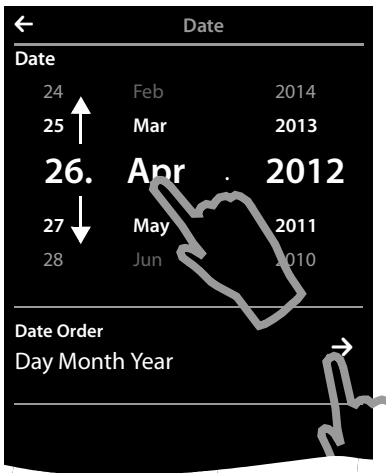 Date
Date
24 Feb 2014
25 Mar 2013
26. Apr . 2012
27 May 2011
28 Jun 2010
Date Order
Day Month Year